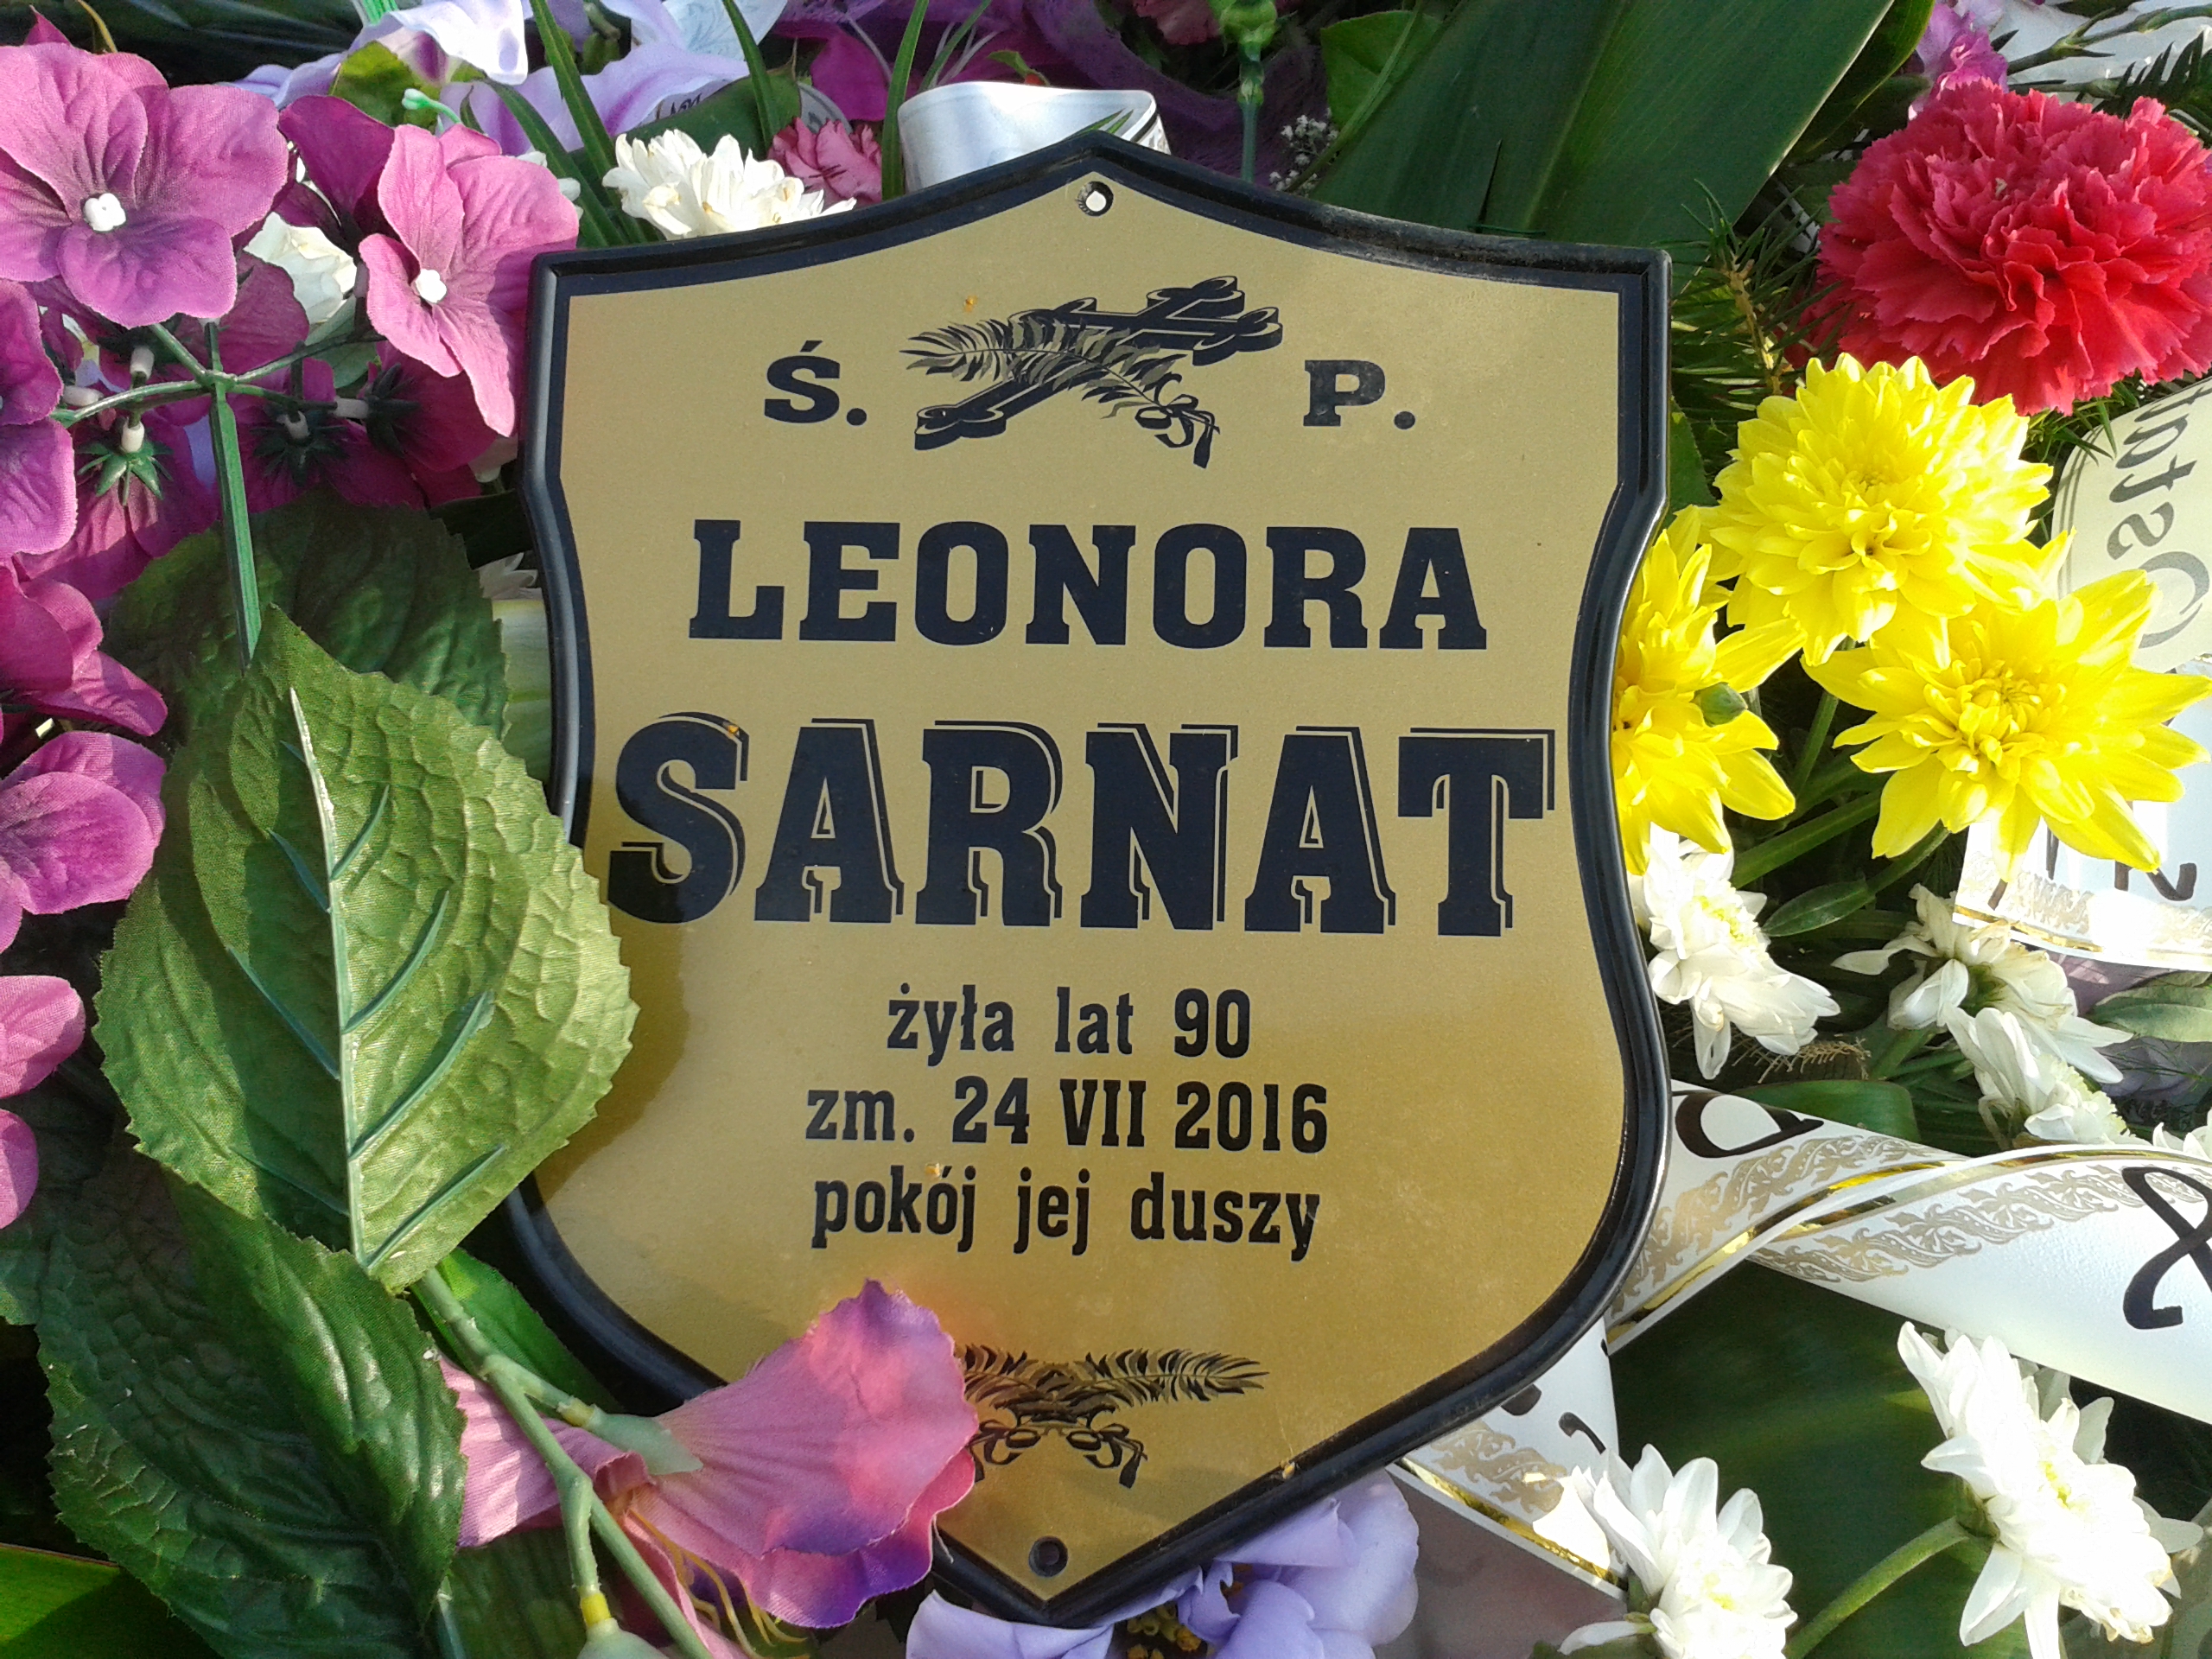 Ś. P.
LEONORA
SARNAT
żyła lat 90
zm. 24 VII 2016
pokój jej duszy